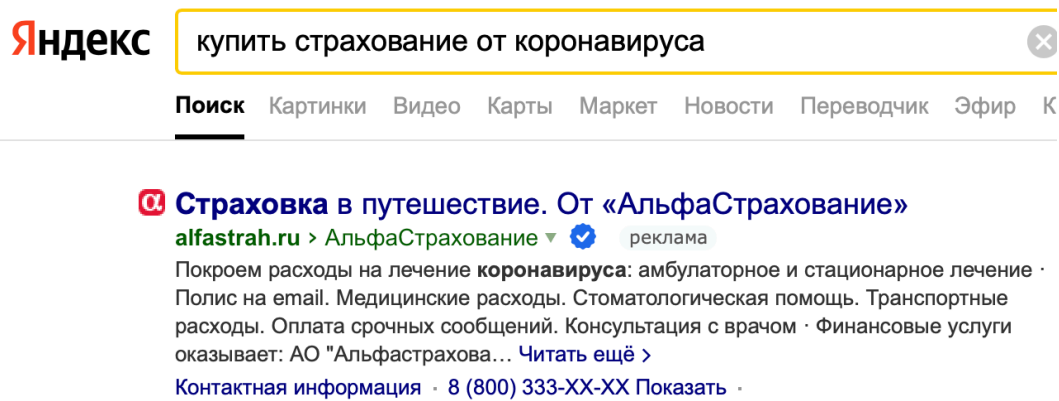 Яндекс
купить страхование от коронавируса
Поиск Картинки Видео Карты Маркет Новости Переводчик Эфир К
Страховка в путешествие. От «АльфаСтрахование»
alfastrah.ru › АльфаСтрахование ▾ реклама
Покроем расходы на лечение коронавируса: амбулаторное и стационарное лечение ·
Полис на email. Медицинские расходы. Стоматологическая помощь. Транспортные
расходы. Оплата срочных сообщений. Консультация с врачом · Финансовые услуги
оказывает: АО "Альфастрахова... Читать ещё ›
Контактная информация · 8 (800) 333-XX-XX Показать ·